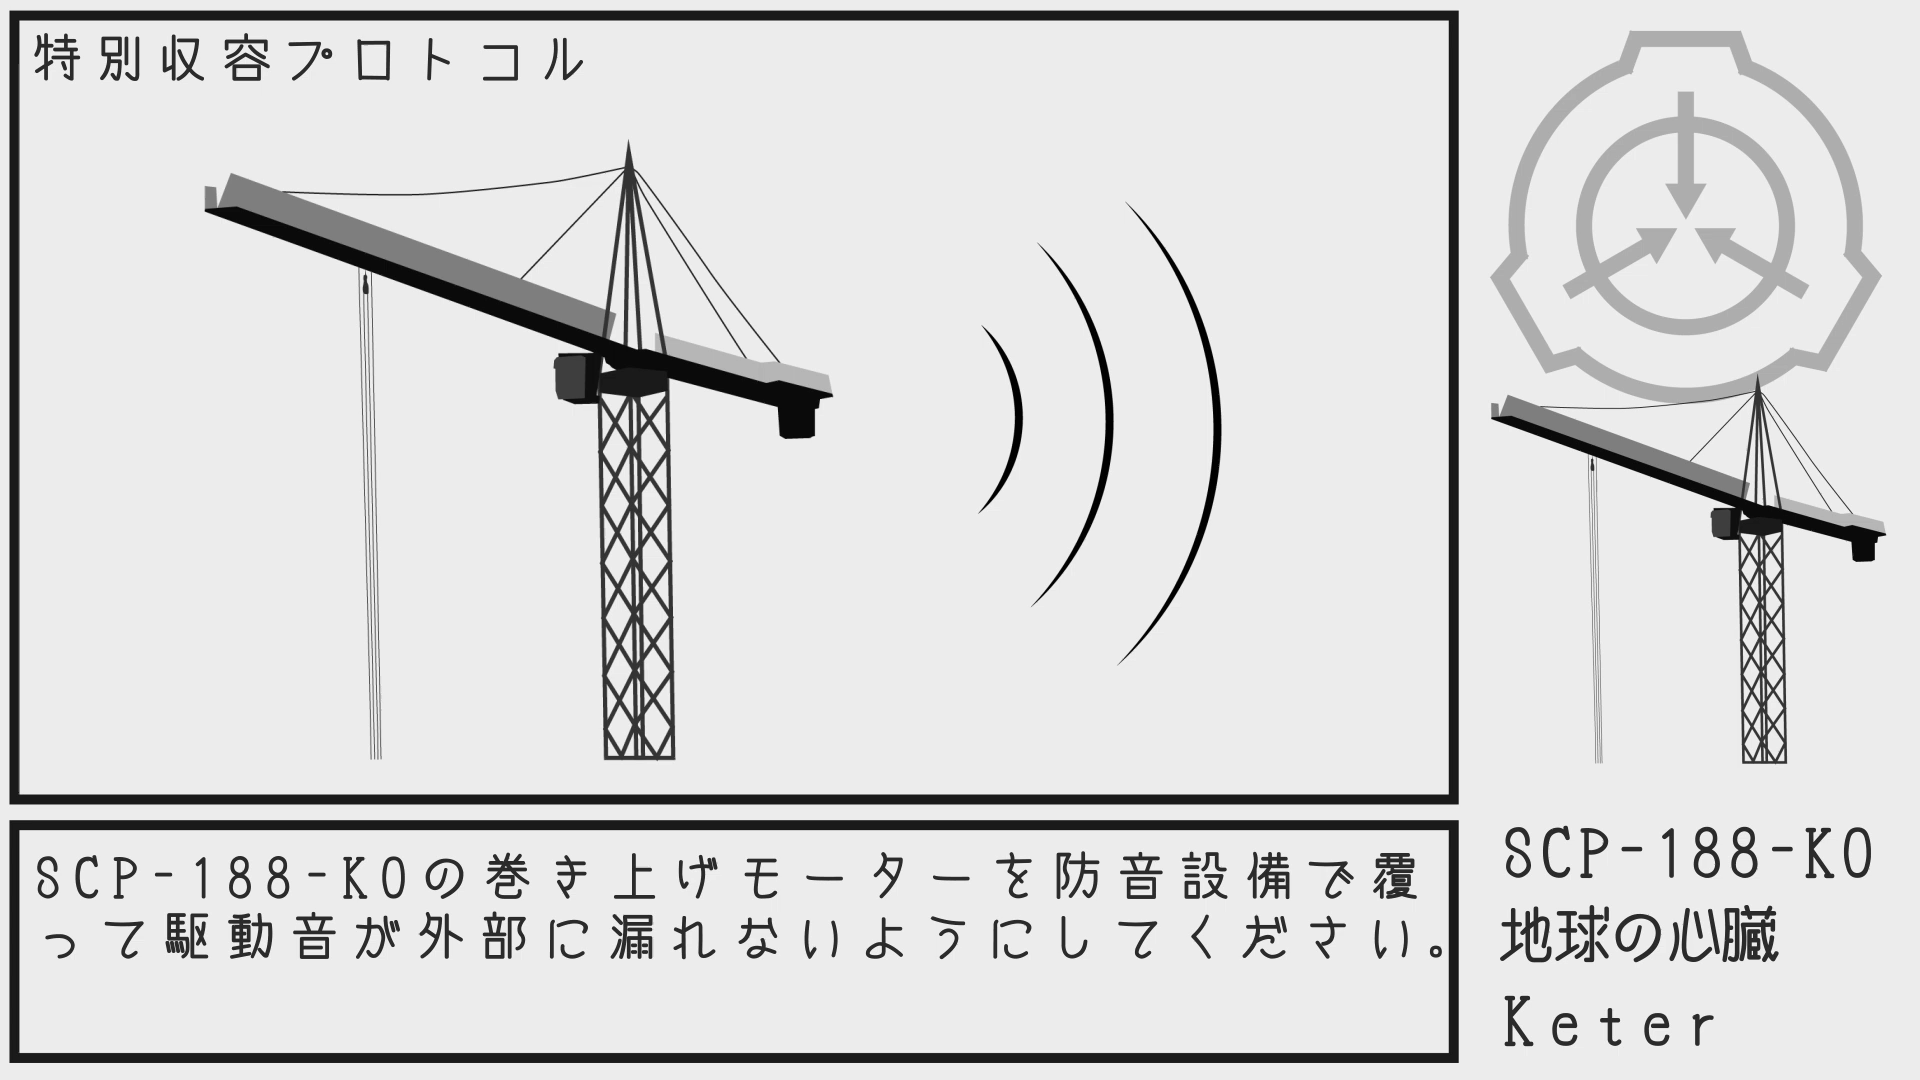 特別収容プロトコル
SCP-188-KOの巻き上げモーターを防音設備で覆
って駆動音が外部に漏れないようにしてください。
SCP-188-KO
地球の心臓
Keter